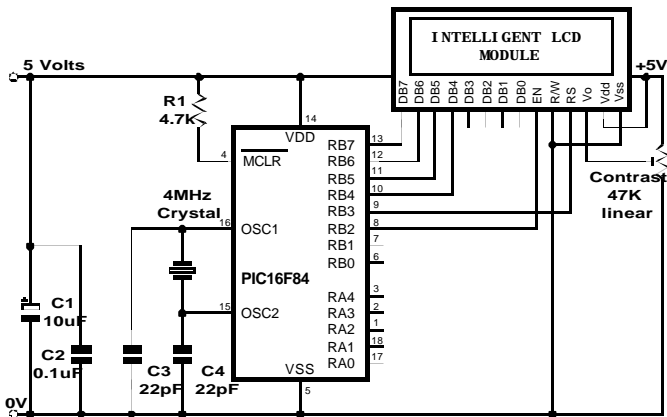 INTELLIGENT LCD
MODULE
5 Volts
+5V
DB7
DB6
DB5
DB4
DB3
DB2
DB1
DB0
EN
R/W
RS
Vo
Vdd
Vss
R1
4.7k
14
VDD
4
MCLR
RB7
13
RB6
12
RB5
11
RB4
10
RB3
9
RB2
8
RB1
7
RB0
6
Contrast
47K
linear
4MHz
Crystal
16
OSC1
PIC16F84
15
OSC2
RA4
3
RA3
2
RA2
1
RA1
18
RA0
17
C1
10uF
C2
0.1uF
C3
22pF
C4
22pF
VSS
5
0V